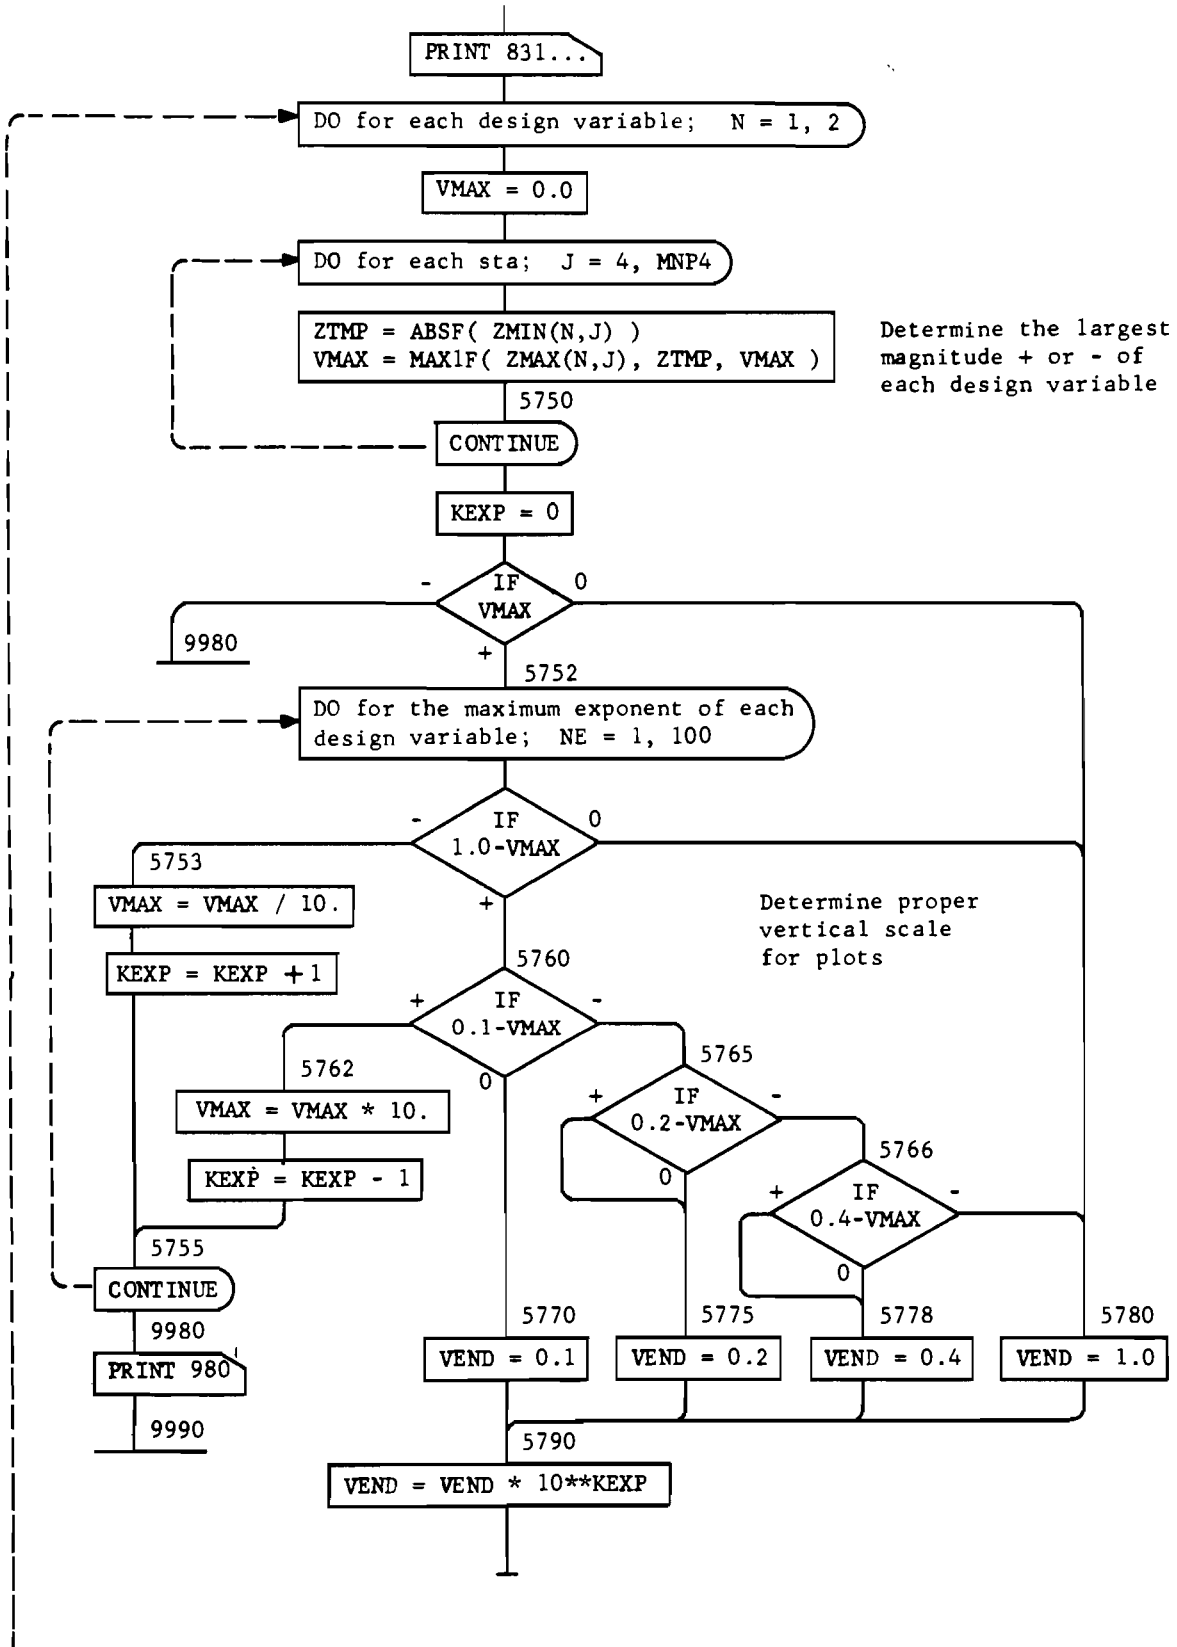 PRINT 831...
DO for each design variable; N = 1, 2
VMAX = 0.0
DO for each sta; J = 4, MNP4
ZTMP = ABSF( ZMIN(N,J) )
VMAX = MAX1F( ZMAX(N,J), ZTMP, VMAX )
Determine the largest
magnitude + or - of
each design variable
5750
CONTINUE
KEXP = 0
- IF 0
VMAX
9980
+
5752
DO for the maximum exponent of each
design variable; NE = 1, 100
- IF 0
1.0-VMAX
5753
+
VMAX = VMAX / 10.
KEXP = KEXP + 1
Determine proper
vertical scale
for plots
5760
+ IF -
0.1-VMAX
0
5762
VMAX = VMAX * 10.
KEXP = KEXP - 1
5765
+ IF -
0.2-VMAX
0
5766
+ IF -
0.4-VMAX
0
5755
CONTINUE
9980
PRINT 980
9990
5770
VEND = 0.1
5775
VEND = 0.2
5778
VEND = 0.4
5780
VEND = 1.0
5790
VEND = VEND * 10**KEXP